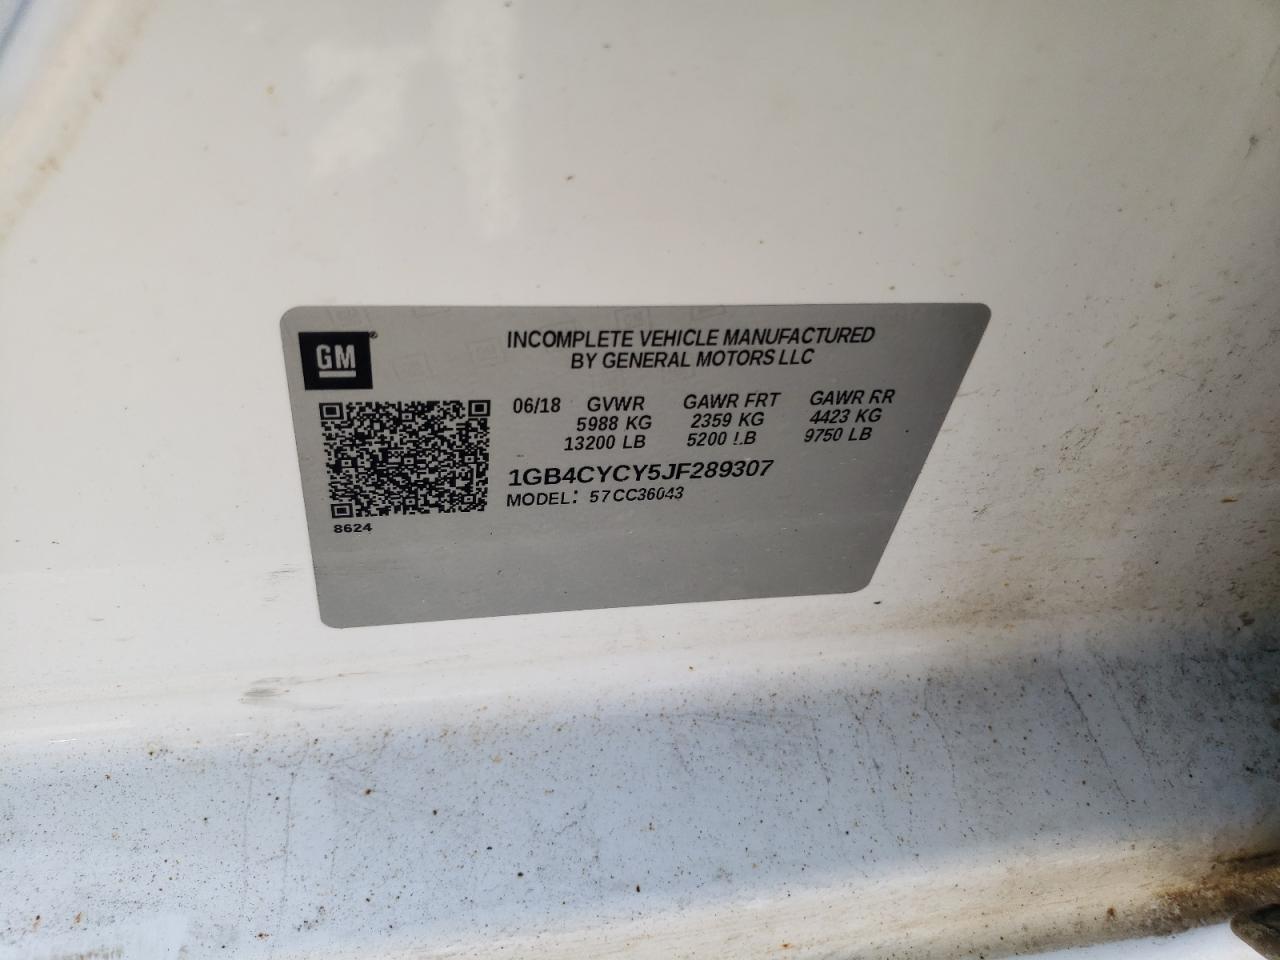 GM
INCOMPLETE VEHICLE MANUFACTURED
BY GENERAL MOTORS LLC
06/18 GVWR GAWR FRT GAWR RR
5988 KG 2359 KG 4423 KG
13200 LB 5200 LB 9750 LB
1GB4CYCY5JF289307
MODEL: 57CC36043
8624